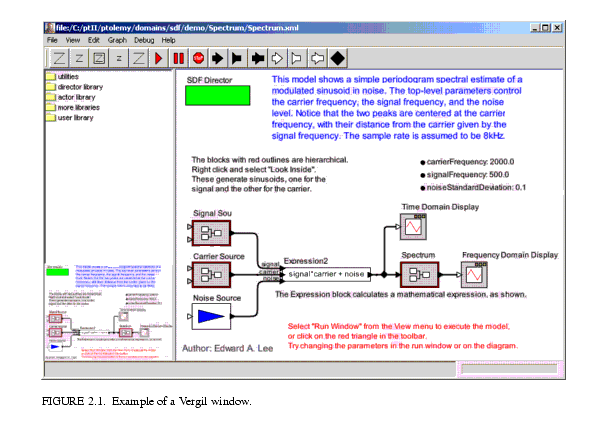 file:/C:/ptII/ptolemy/domains/sdf/demo/Spectrum/Spectrum.xml
File View Edit Graph Debug Help
utilities
director library
actor library
more libraries
user library
SDF Director
This model shows a simple periodogram spectral estimate of a
modulated sinusoid in noise. The top-level parameters control
the carrier frequency, the signal frequency, and the noise
level. Notice that the two peaks are centered at the carrier
frequency, with their distance from the carrier given by the
signal frequency. The sample rate is assumed to be 8kHz.
The blocks with red outlines are hierarchical.
Right click and select "Look Inside".
These generate sinusoids, one for the
signal and the other for the carrier.
carrierFrequency: 2000.0
signalFrequency: 500.0
noiseStandardDeviation: 0.1
Time Domain Display
Signal Sou
Carrier Source
signal
carrier
noise
Expression2
signal*carrier + noise
Spectrum
Frequency Domain Display
Noise Source
The Expression block calculates a mathematical expression, as shown.
Select "Run Window" from the View menu to execute the model,
or click on the red triangle in the toolbar.
Try changing the parameters in the run window or on the diagram.
Author: Edward A. Lee
FIGURE 2.1. Example of a Vergil window.